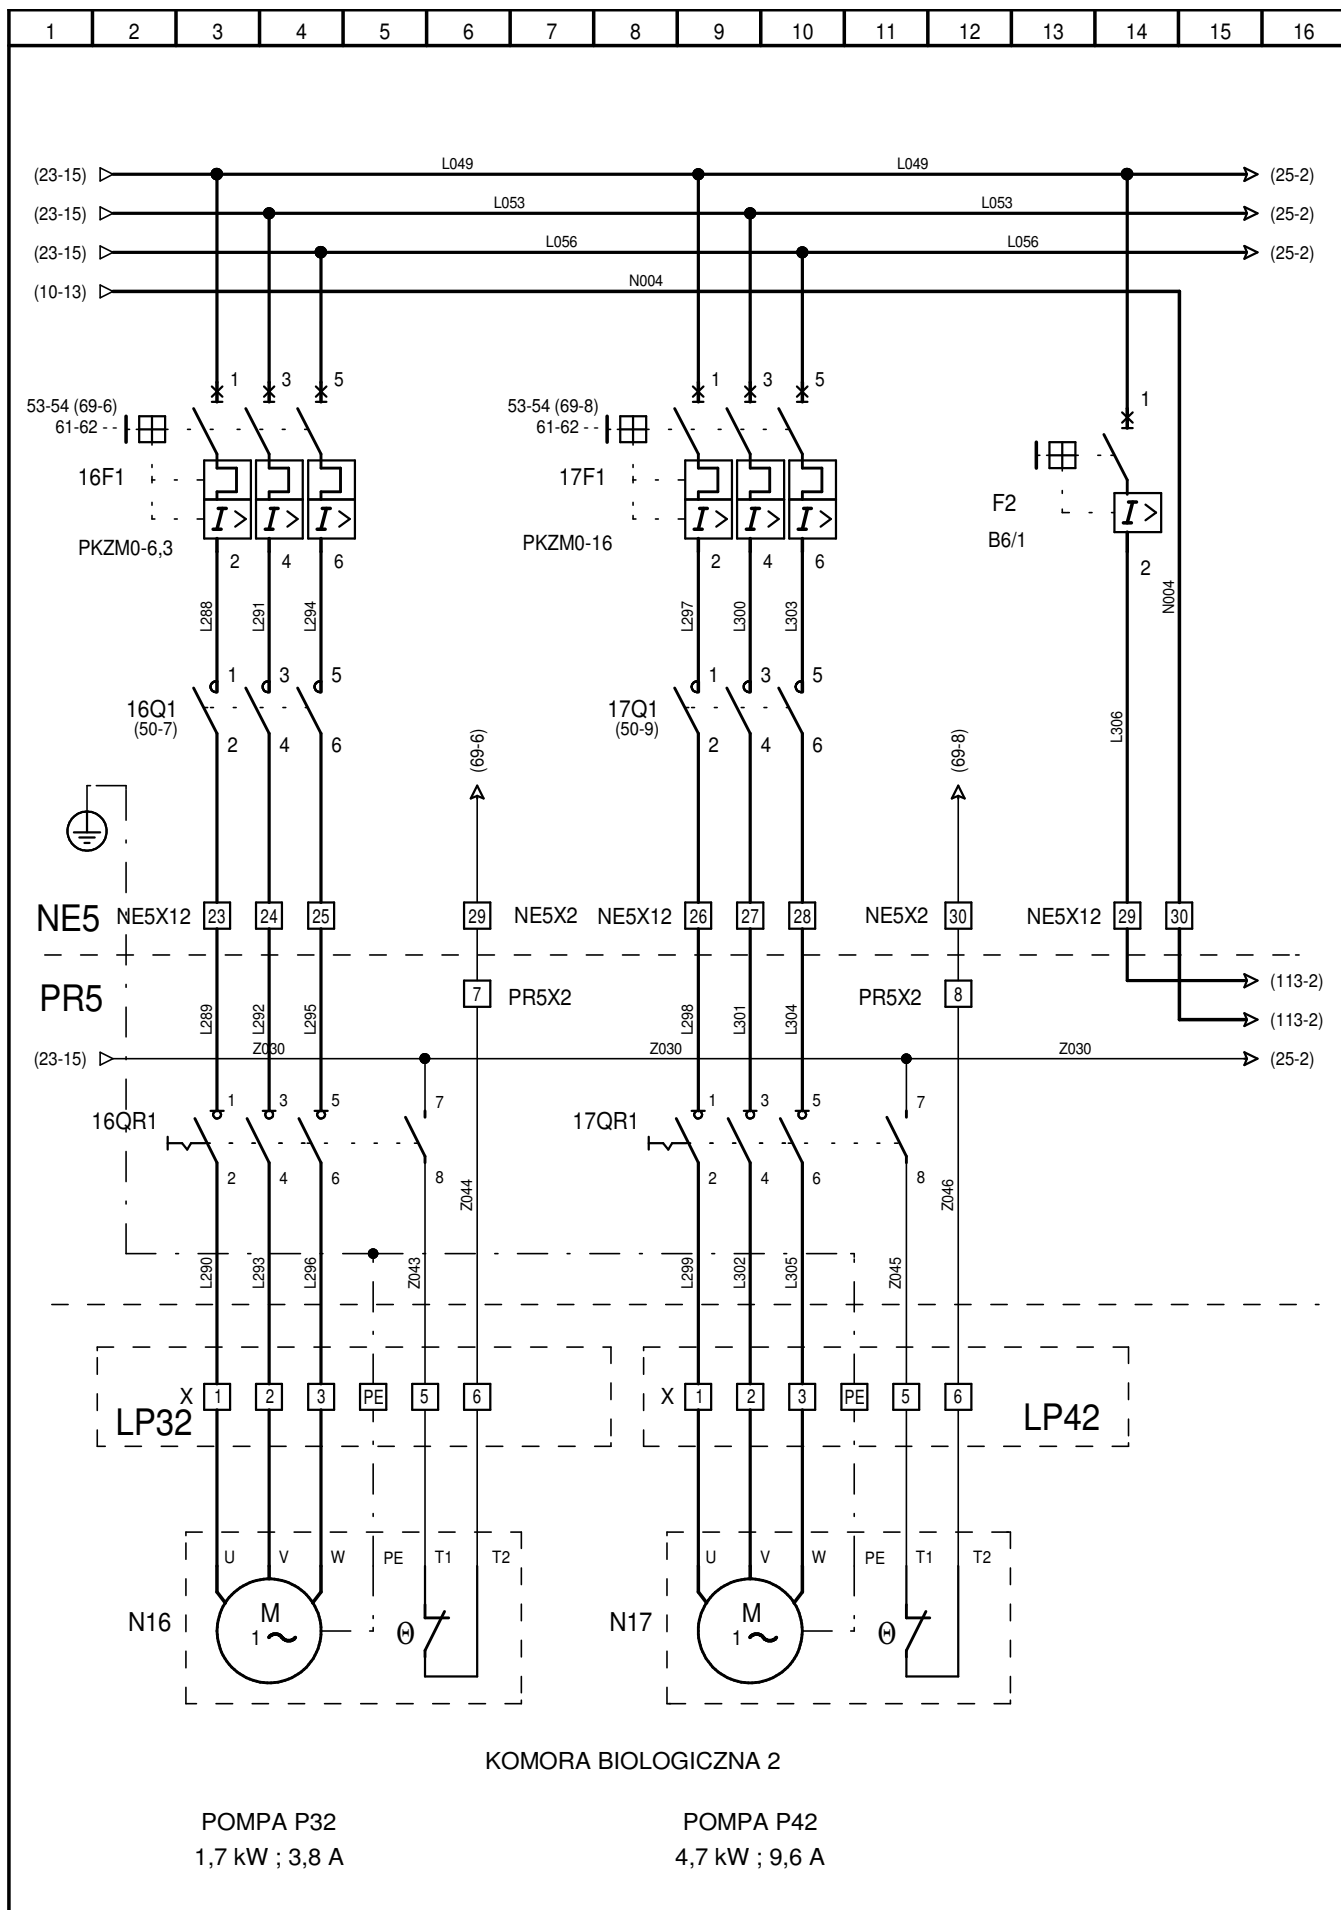 1 2 3 4 5 6 7 8 9 10 11 12 13 14 15 16
(23-15) L049 L049 (25-2)
(23-15) L053 L053 (25-2)
(23-15) L056 L056 (25-2)
(10-13) N004
1 3 5 1 3 5 1
53-54 (69-6) 53-54 (69-8)
61-62 61-62
16F1 17F1 F2
I > I > I > I > I > I > I >
PKZM0-6,3 PKZM0-16 B6/1
2 4 6 2 4 6 2
L288 L291 L294 L297 L300 L303 N004
1 3 5 1 3 5
16Q1 17Q1
(50-7) (50-9)
2 4 6 2 4 6
(69-6) (69-8) L306
NE5 NE5X12 23 24 25 29 NE5X2 NE5X12 26 27 28 NE5X2 30 NE5X12 29 30
PR5 7 PR5X2 PR5X2 8 (113-2)
L289 L292 L295 L298 L301 L304 (113-2)
(23-15) Z030 Z030 Z030 (25-2)
1 3 5 7 1 3 5 7
16QR1 17QR1
2 4 6 8 2 4 6 8
Z044 Z046
L290 L293 L296 Z043 L299 L302 L305 Z045
X 1 2 3 PE 5 6 X 1 2 3 PE 5 6
LP32 LP42
U V W PE T1 T2 U V W PE T1 T2
N16 M Θ N17 M Θ
1 ~ 1 ~
KOMORA BIOLOGICZNA 2
POMPA P32 POMPA P42
1,7 kW ; 3,8 A 4,7 kW ; 9,6 A